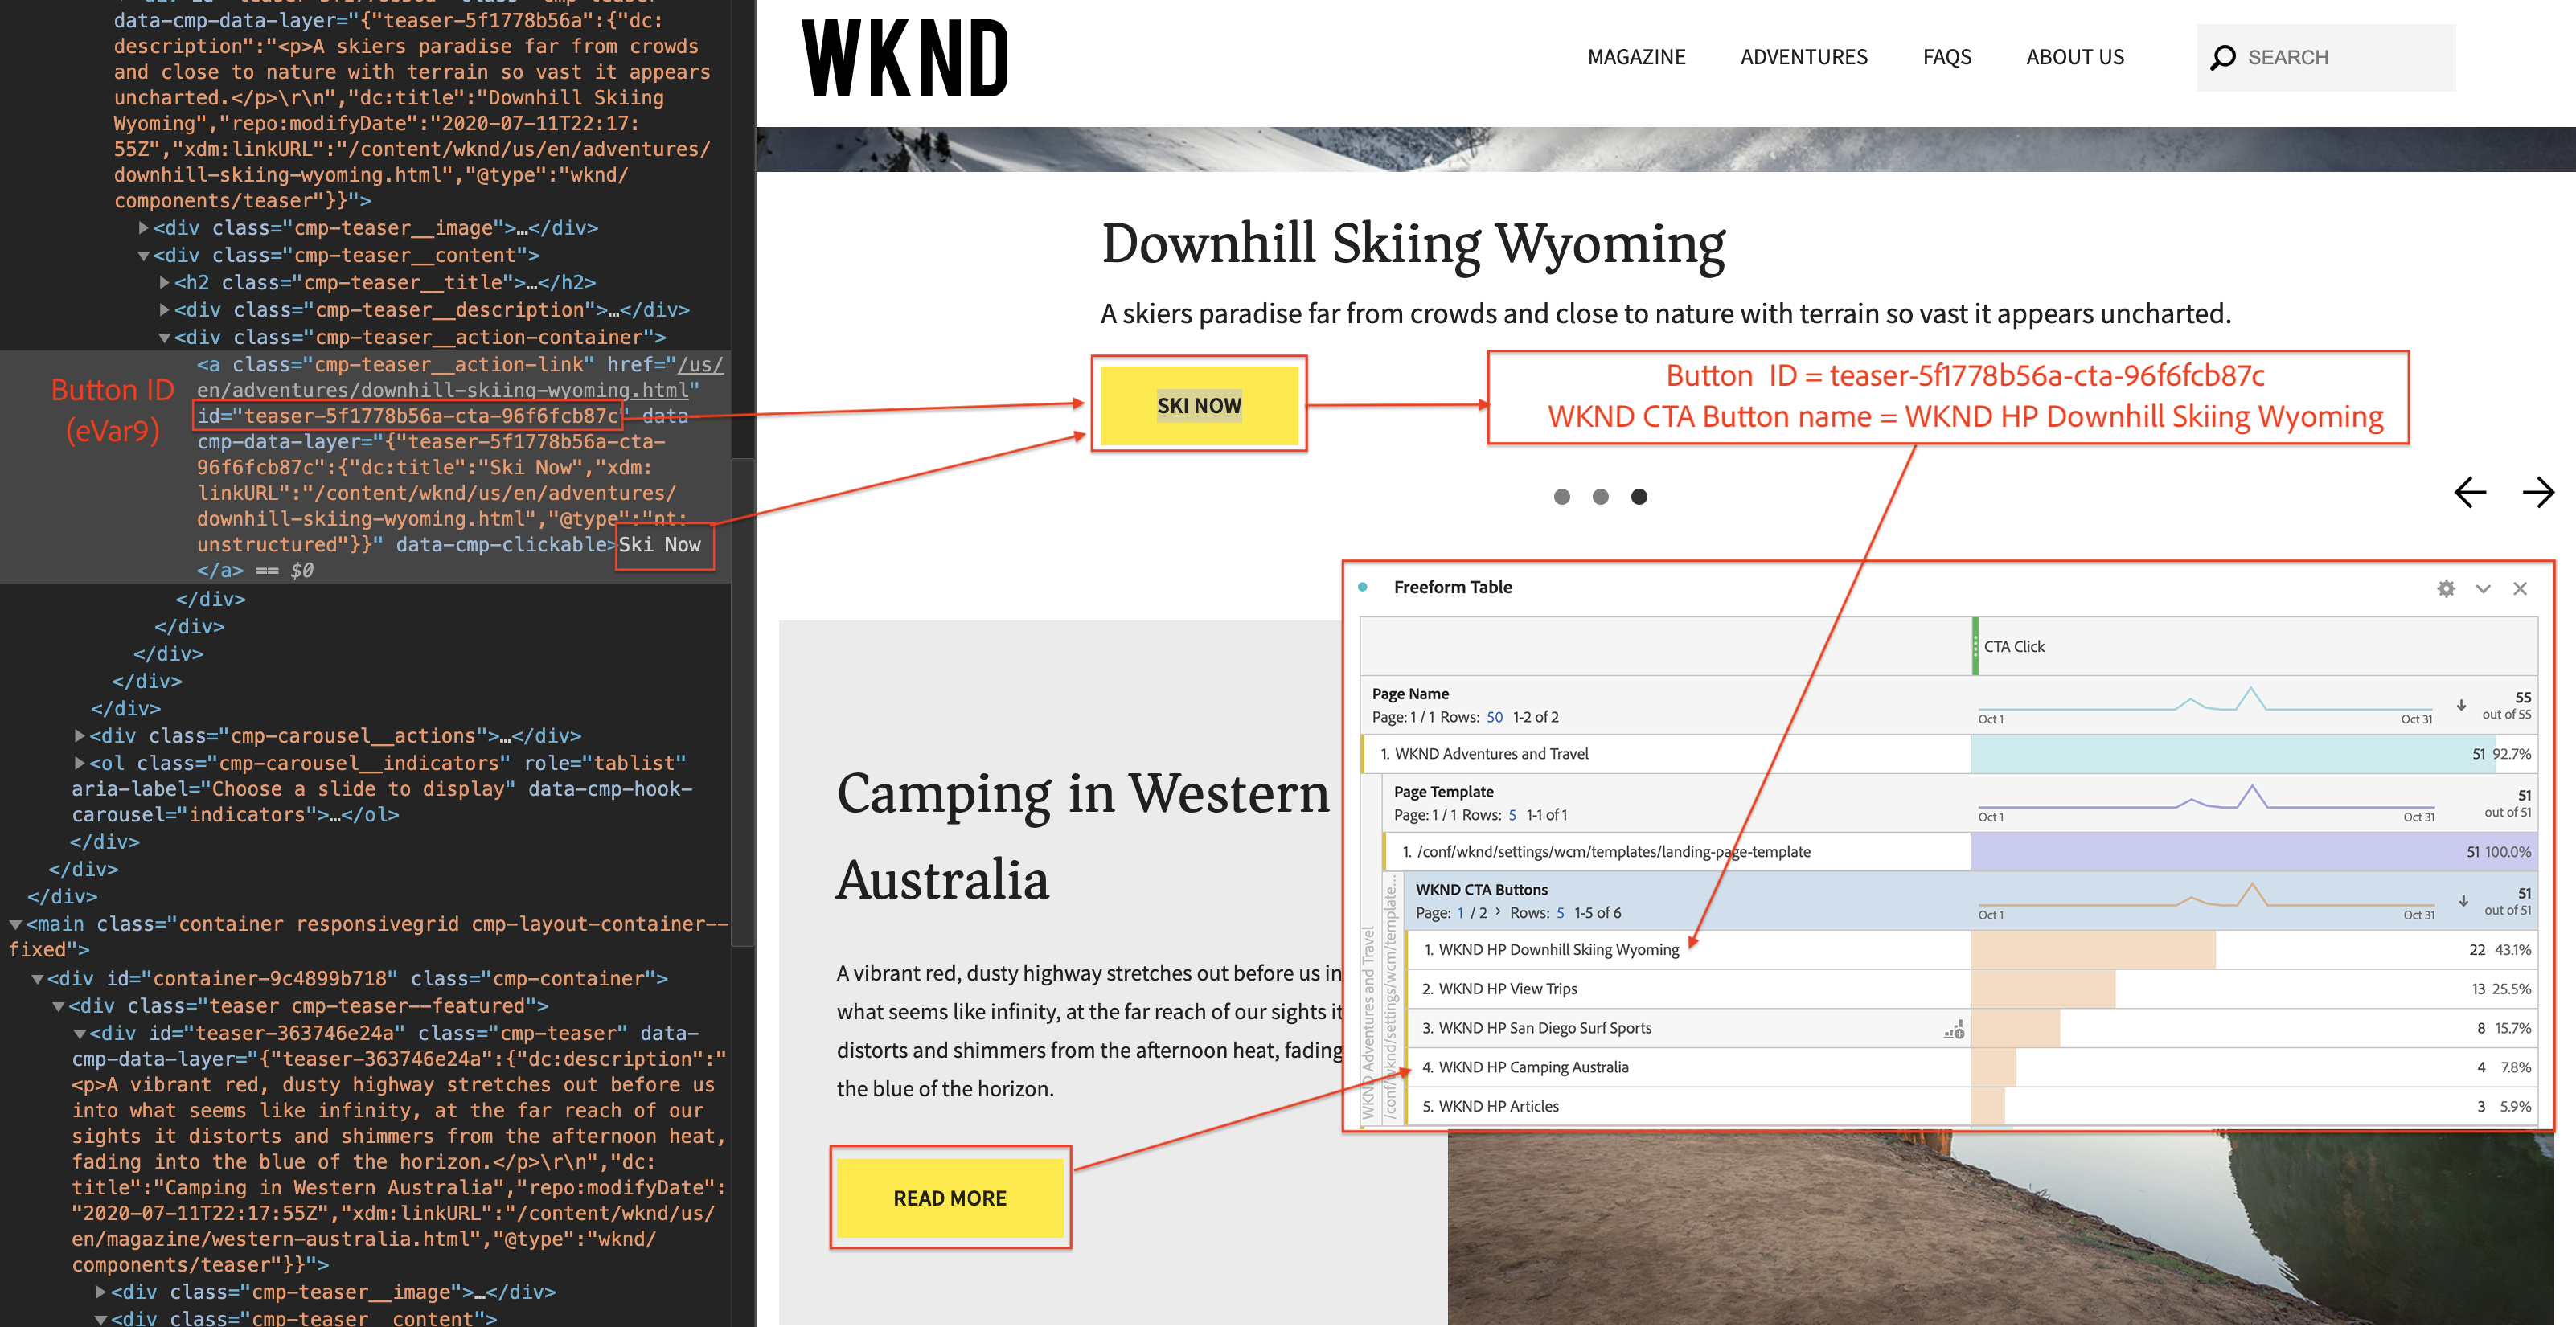 data-cmp-data-layer="{"teaser-5f1778b56a":{"dc:
description":"<p>A skiers paradise far from crowds
and close to nature with terrain so vast it appears
uncharted.</p>\r\n","dc:title":"Downhill Skiing
Wyoming","repo:modifyDate":"2020-07-11T22:17:
55Z","xdm:linkURL":"/content/wknd/us/en/adventures/
downhill-skiing-wyoming.html","@type":"wknd/
components/teaser"}}">
<div class="cmp-teaser__image">…</div>
<div class="cmp-teaser__content">
<h2 class="cmp-teaser__title">…</h2>
<div class="cmp-teaser__description">…</div>
<div class="cmp-teaser__action-container">
<a class="cmp-teaser__action-link" href="/us/
en/adventures/downhill-skiing-wyoming.html"
id="teaser-5f1778b56a-cta-96f6fcb87c" data-
cmp-data-layer="{"teaser-5f1778b56a-cta-
96f6fcb87c":{"dc:title":"Ski Now","xdm:
linkURL":"/content/wknd/us/en/adventures/
downhill-skiing-wyoming.html","@type":"nt:
unstructured"}}" data-cmp-clickable>Ski Now
</a> == $0
Button ID
(eVar9)
</div>
</div>
</div>
</div>
</div>
<div class="cmp-carousel__actions">…</div>
<ol class="cmp-carousel__indicators" role="tablist"
aria-label="Choose a slide to display" data-cmp-hook-
carousel="indicators">…</ol>
</div>
</div>
</div>
<main class="container responsivegrid cmp-layout-container--
fixed">
<div id="container-9c4899b718" class="cmp-container">
<div class="teaser cmp-teaser--featured">
<div id="teaser-363746e24a" class="cmp-teaser" data-
cmp-data-layer="{"teaser-363746e24a":{"dc:description":"
<p>A vibrant red, dusty highway stretches out before us
into what seems like infinity, at the far reach of our
sights it distorts and shimmers from the afternoon heat,
fading into the blue of the horizon.</p>\r\n","dc:
title":"Camping in Western Australia","repo:modifyDate":
"2020-07-11T22:17:55Z","xdm:linkURL":"/content/wknd/us/
en/magazine/western-australia.html","@type":"wknd/
components/teaser"}}">
<div class="cmp-teaser__image">…</div>
<div class="cmp-teaser__content">
WKND
MAGAZINE ADVENTURES FAQS ABOUT US SEARCH
Downhill Skiing Wyoming
A skiers paradise far from crowds and close to nature with terrain so vast it appears uncharted.
SKI NOW
Button ID = teaser-5f1778b56a-cta-96f6fcb87c
WKND CTA Button name = WKND HP Downhill Skiing Wyoming
Camping in Western
Australia
A vibrant red, dusty highway stretches out before us in
what seems like infinity, at the far reach of our sights it
distorts and shimmers from the afternoon heat, fading
the blue of the horizon.
READ MORE
Freeform Table
CTA Click
Page Name
Page: 1 / 1 Rows: 50 1-2 of 2
Oct 1 Oct 31
55
out of 55
1. WKND Adventures and Travel 51 92.7%
Page Template
Page: 1 / 1 Rows: 5 1-1 of 1
Oct 1 Oct 31
51
out of 51
1. /conf/wknd/settings/wcm/templates/landing-page-template 51 100.0%
WKND CTA Buttons
Page: 1 / 2 > Rows: 5 1-5 of 6
Oct 1 Oct 31
51
out of 51
1. WKND HP Downhill Skiing Wyoming 22 43.1%
2. WKND HP View Trips 13 25.5%
3. WKND HP San Diego Surf Sports 8 15.7%
4. WKND HP Camping Australia 4 7.8%
5. WKND HP Articles 3 5.9%
WKND Adventures and Travel
/conf/wknd/settings/wcm/template...